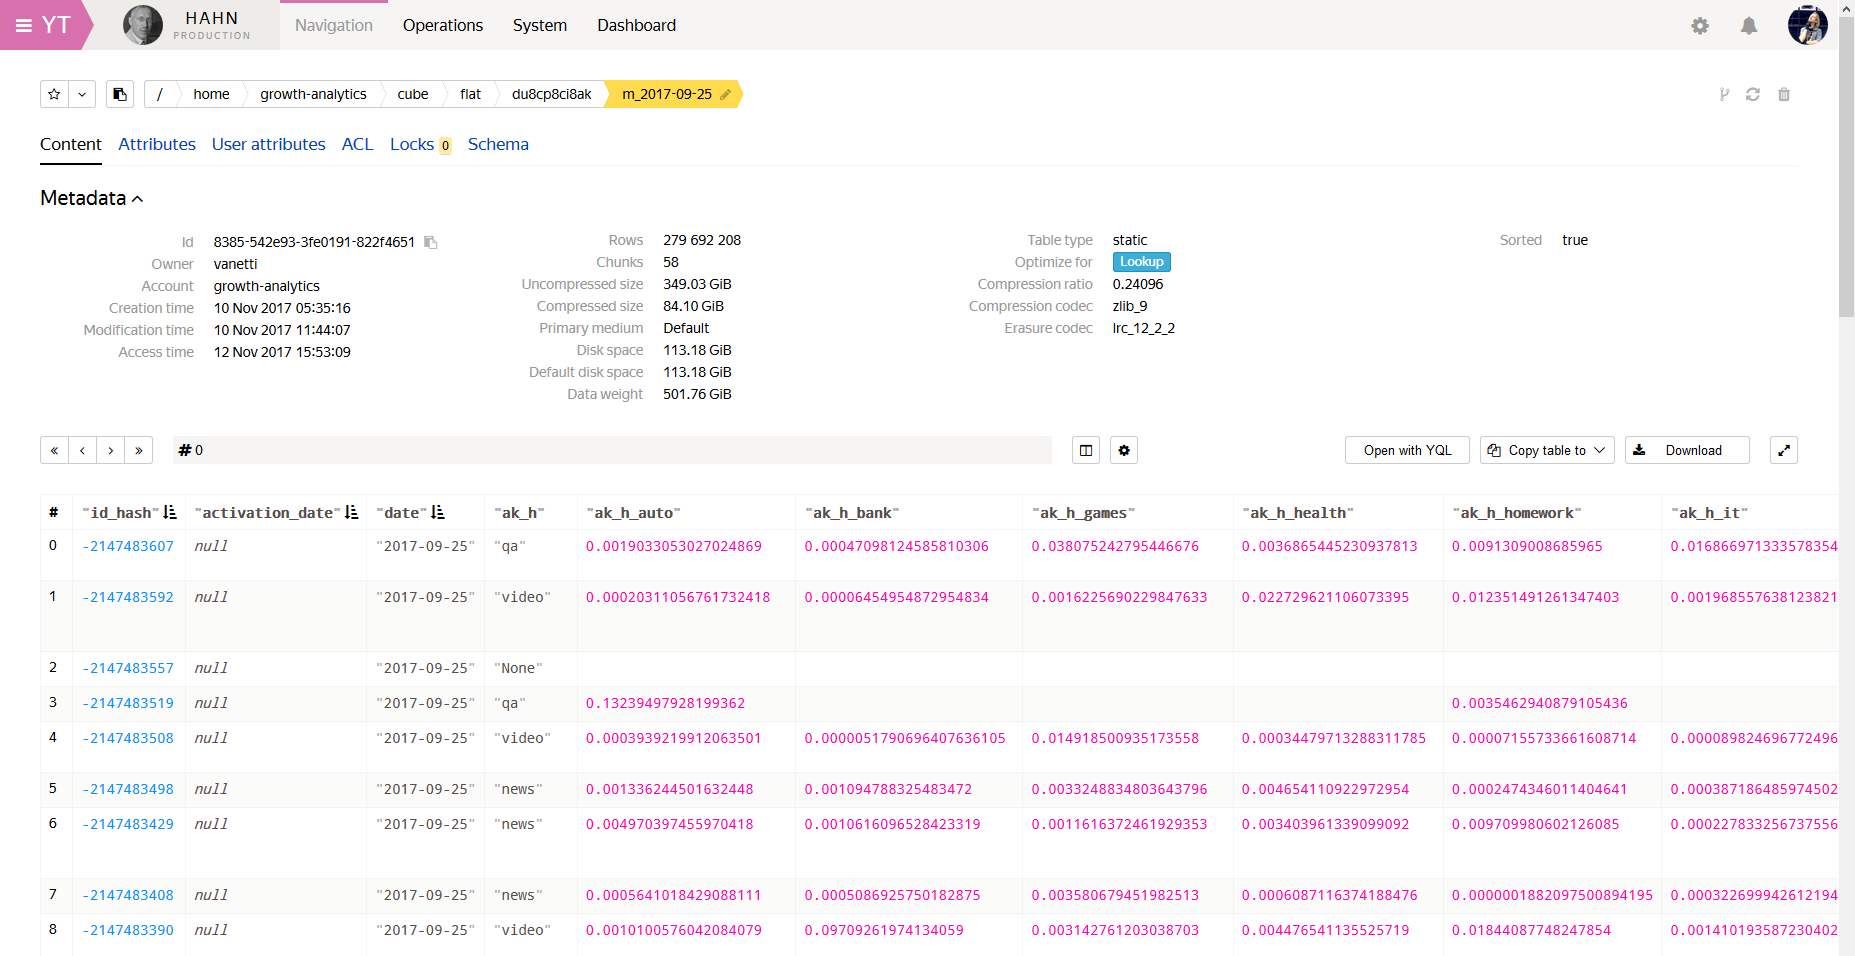 YT
HAHN
PRODUCTION
Navigation Operations System Dashboard
/ home growth-analytics cube flat du8cp8ci8ak m_2017-09-25
Content Attributes User attributes ACL Locks 0 Schema
Metadata
Id 8385-542e93-3fe0191-822f4651
Owner vanetti
Account growth-analytics
Creation time 10 Nov 2017 05:35:16
Modification time 10 Nov 2017 11:44:07
Access time 12 Nov 2017 15:53:09
Rows 279 692 208
Chunks 58
Uncompressed size 349.03 GiB
Compressed size 84.10 GiB
Primary medium Default
Disk space 113.18 GiB
Default disk space 113.18 GiB
Data weight 501.76 GiB
Table type static
Optimize for Lookup
Compression ratio 0.24096
Compression codec zlib_9
Erasure codec lrc_12_2_2
Sorted true
« ‹ › » # 0 Open with YQL Copy table to Download
# "id_hash" "activation_date" "date" "ak_h" "ak_h_auto" "ak_h_bank" "ak_h_games" "ak_h_health" "ak_h_homework" "ak_h_it"
0 -2147483607 null "2017-09-25" "qa" 0.0019033053027024869 0.00047098124585810306 0.038075242795446676 0.0036865445230937813 0.0091309008685965 0.016866971333578354
1 -2147483592 null "2017-09-25" "video" 0.00020311056761732418 0.00006454954872954834 0.0016225690229847633 0.022729621106073395 0.012351491261347403 0.001968557638123821
2 -2147483557 null "2017-09-25" "None"
3 -2147483519 null "2017-09-25" "qa" 0.13239497928199362 0.0035462940879105436
4 -2147483508 null "2017-09-25" "video" 0.0003939219912063501 0.0000051790696407636105 0.014918500935173558 0.00034479713288311785 0.00007155733661608714 0.000089824696772496
5 -2147483498 null "2017-09-25" "news" 0.001336244501632448 0.001094788325483472 0.0033248834803643796 0.004654110922972954 0.0002474346011404641 0.000387186485974502
6 -2147483429 null "2017-09-25" "news" 0.004970397455970418 0.0010616096528423319 0.0011616372461929353 0.003403961339099092 0.009709980602126085 0.000227833256737556
7 -2147483408 null "2017-09-25" "news" 0.0005641018429088111 0.0005086925750182875 0.003580679451982513 0.0006087116374188476 0.0000001882097500894195 0.000322699942612194
8 -2147483390 null "2017-09-25" "video" 0.0010100576042084079 0.09709261974134059 0.003142761203038703 0.004476541135525719 0.01844087748247854 0.001410193587230402